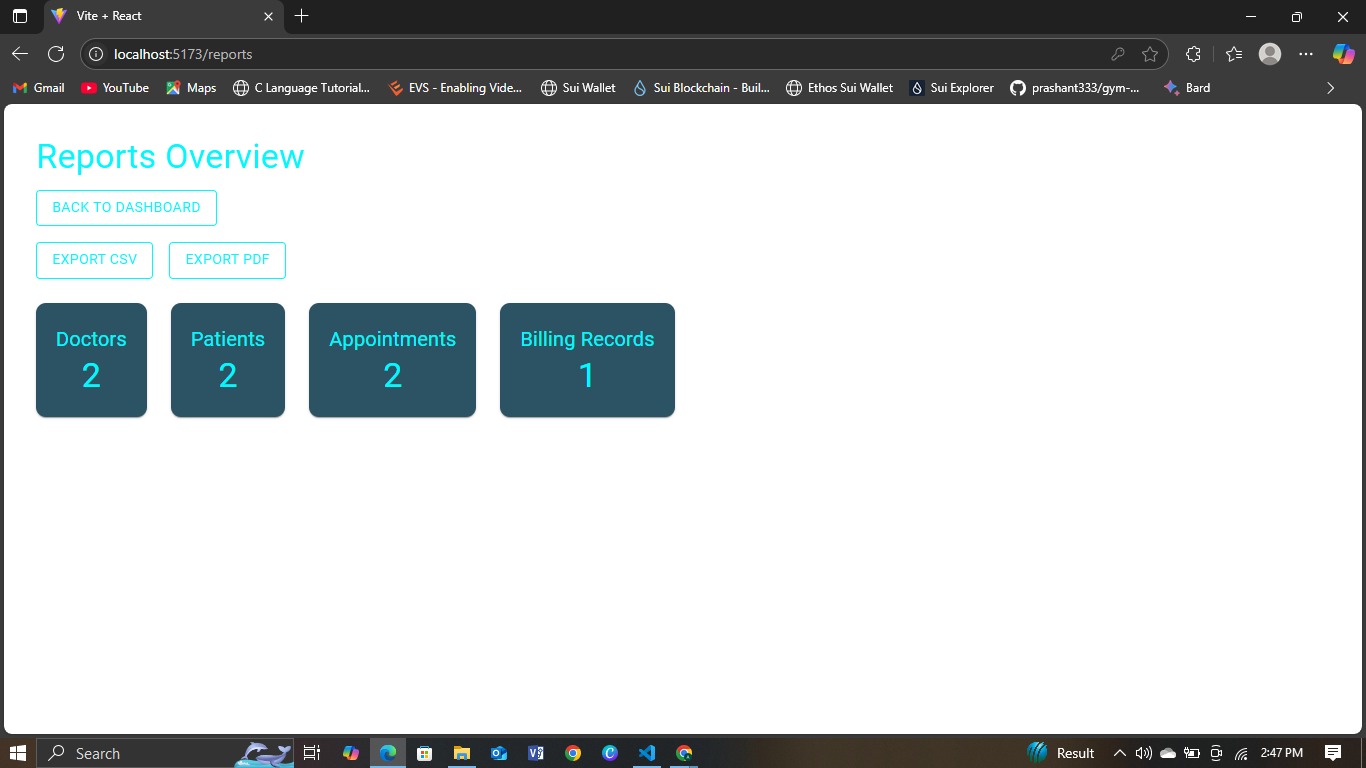 Vite + React
localhost:5173/reports
Gmail
YouTube
Maps
C Language Tutorial...
EVS - Enabling Vide...
Sui Wallet
Sui Blockchain - Buil...
Ethos Sui Wallet
Sui Explorer
prashant333/gym-...
Bard
Reports Overview
BACK TO DASHBOARD
EXPORT CSV
EXPORT PDF
Doctors
2
Patients
2
Appointments
2
Billing Records
1
Search
Result
2:47 PM